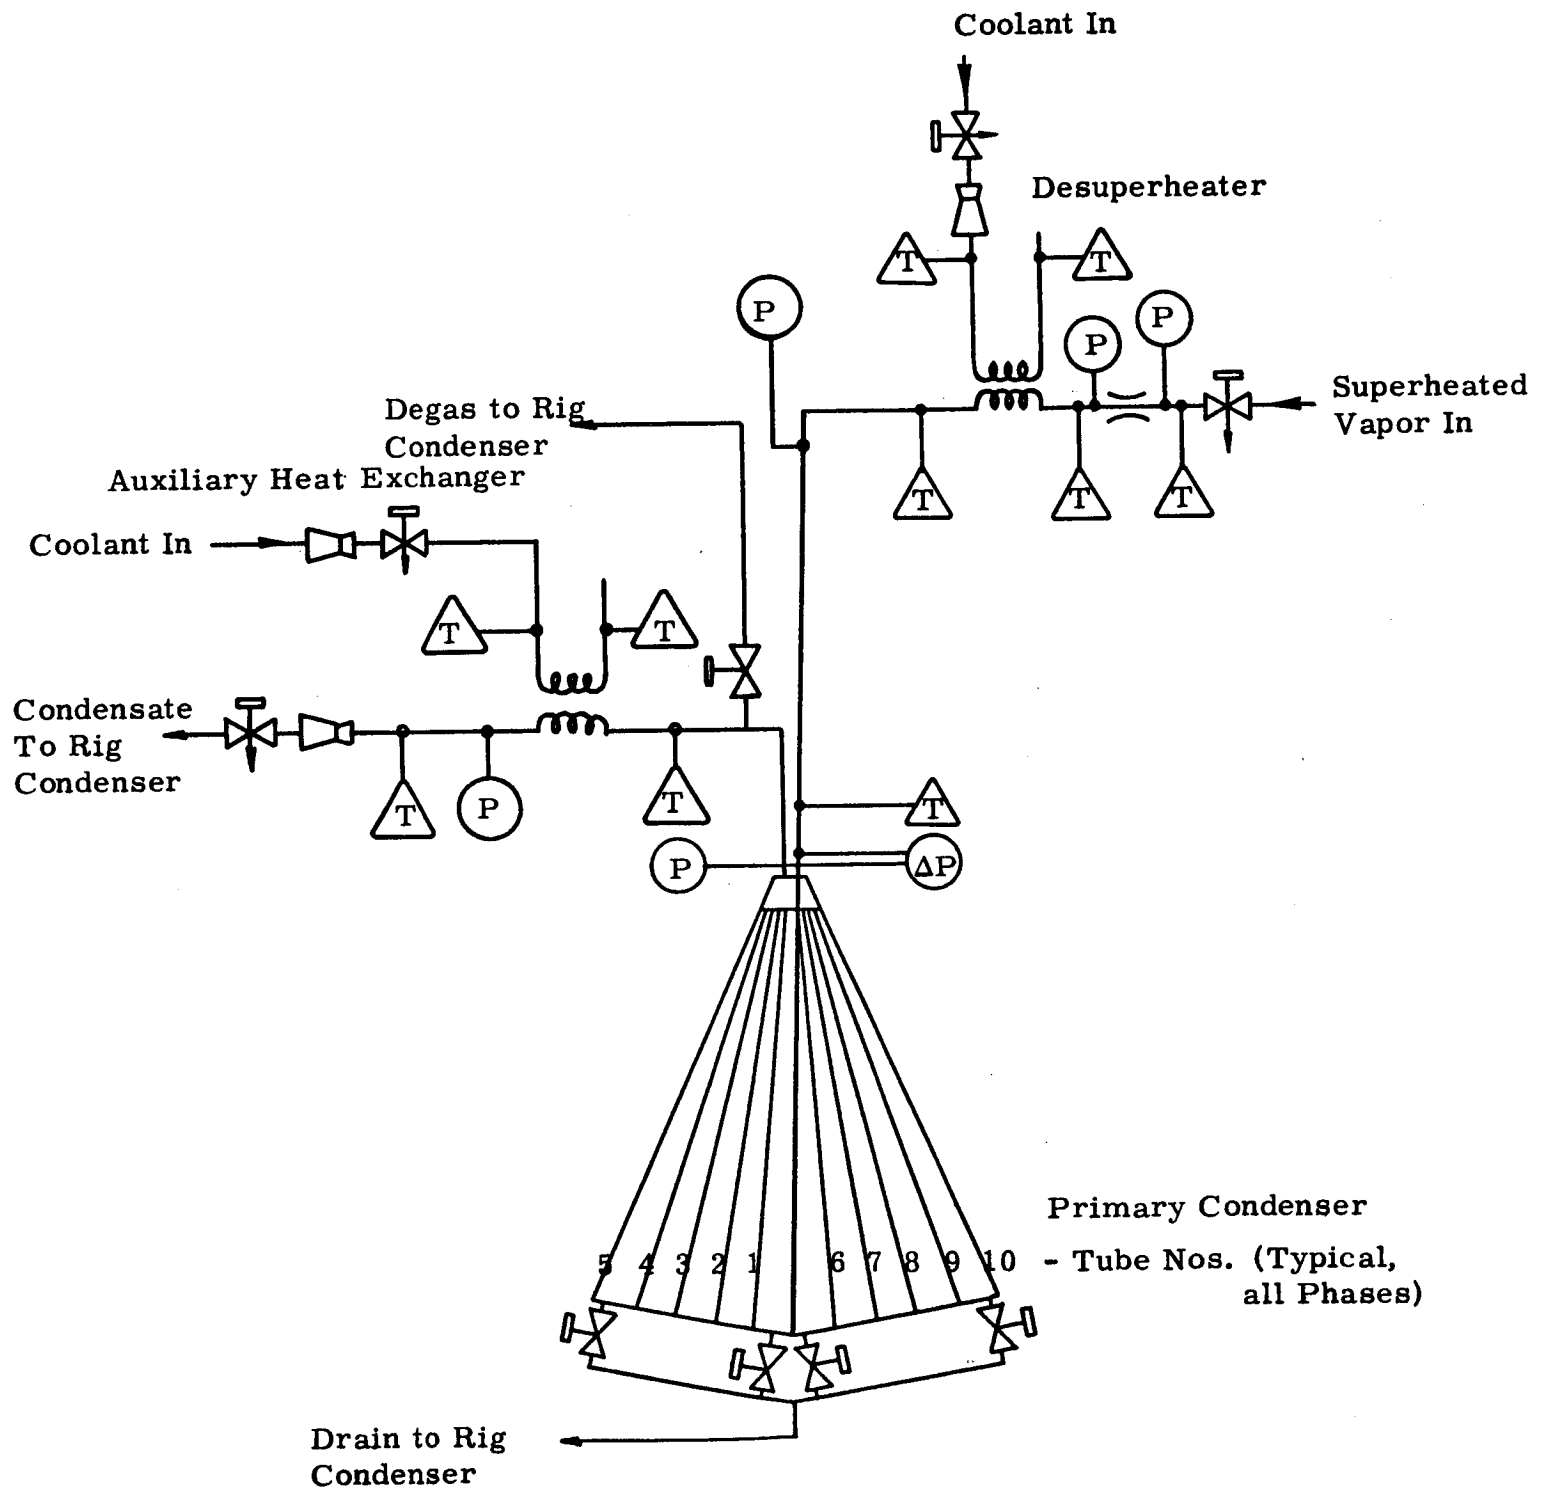 Coolant In
Desuperheater
T
T
P
P
P
Superheated
Vapor In
Degas to Rig
Condenser
Auxiliary Heat Exchanger
T
T
T
Coolant In
T
T
Condensate
To Rig
Condenser
T
P
T
T
P
ΔP
Primary Condenser
5 4 3 2 1 6 7 8 9 10 - Tube Nos. (Typical,
all Phases)
Drain to Rig
Condenser